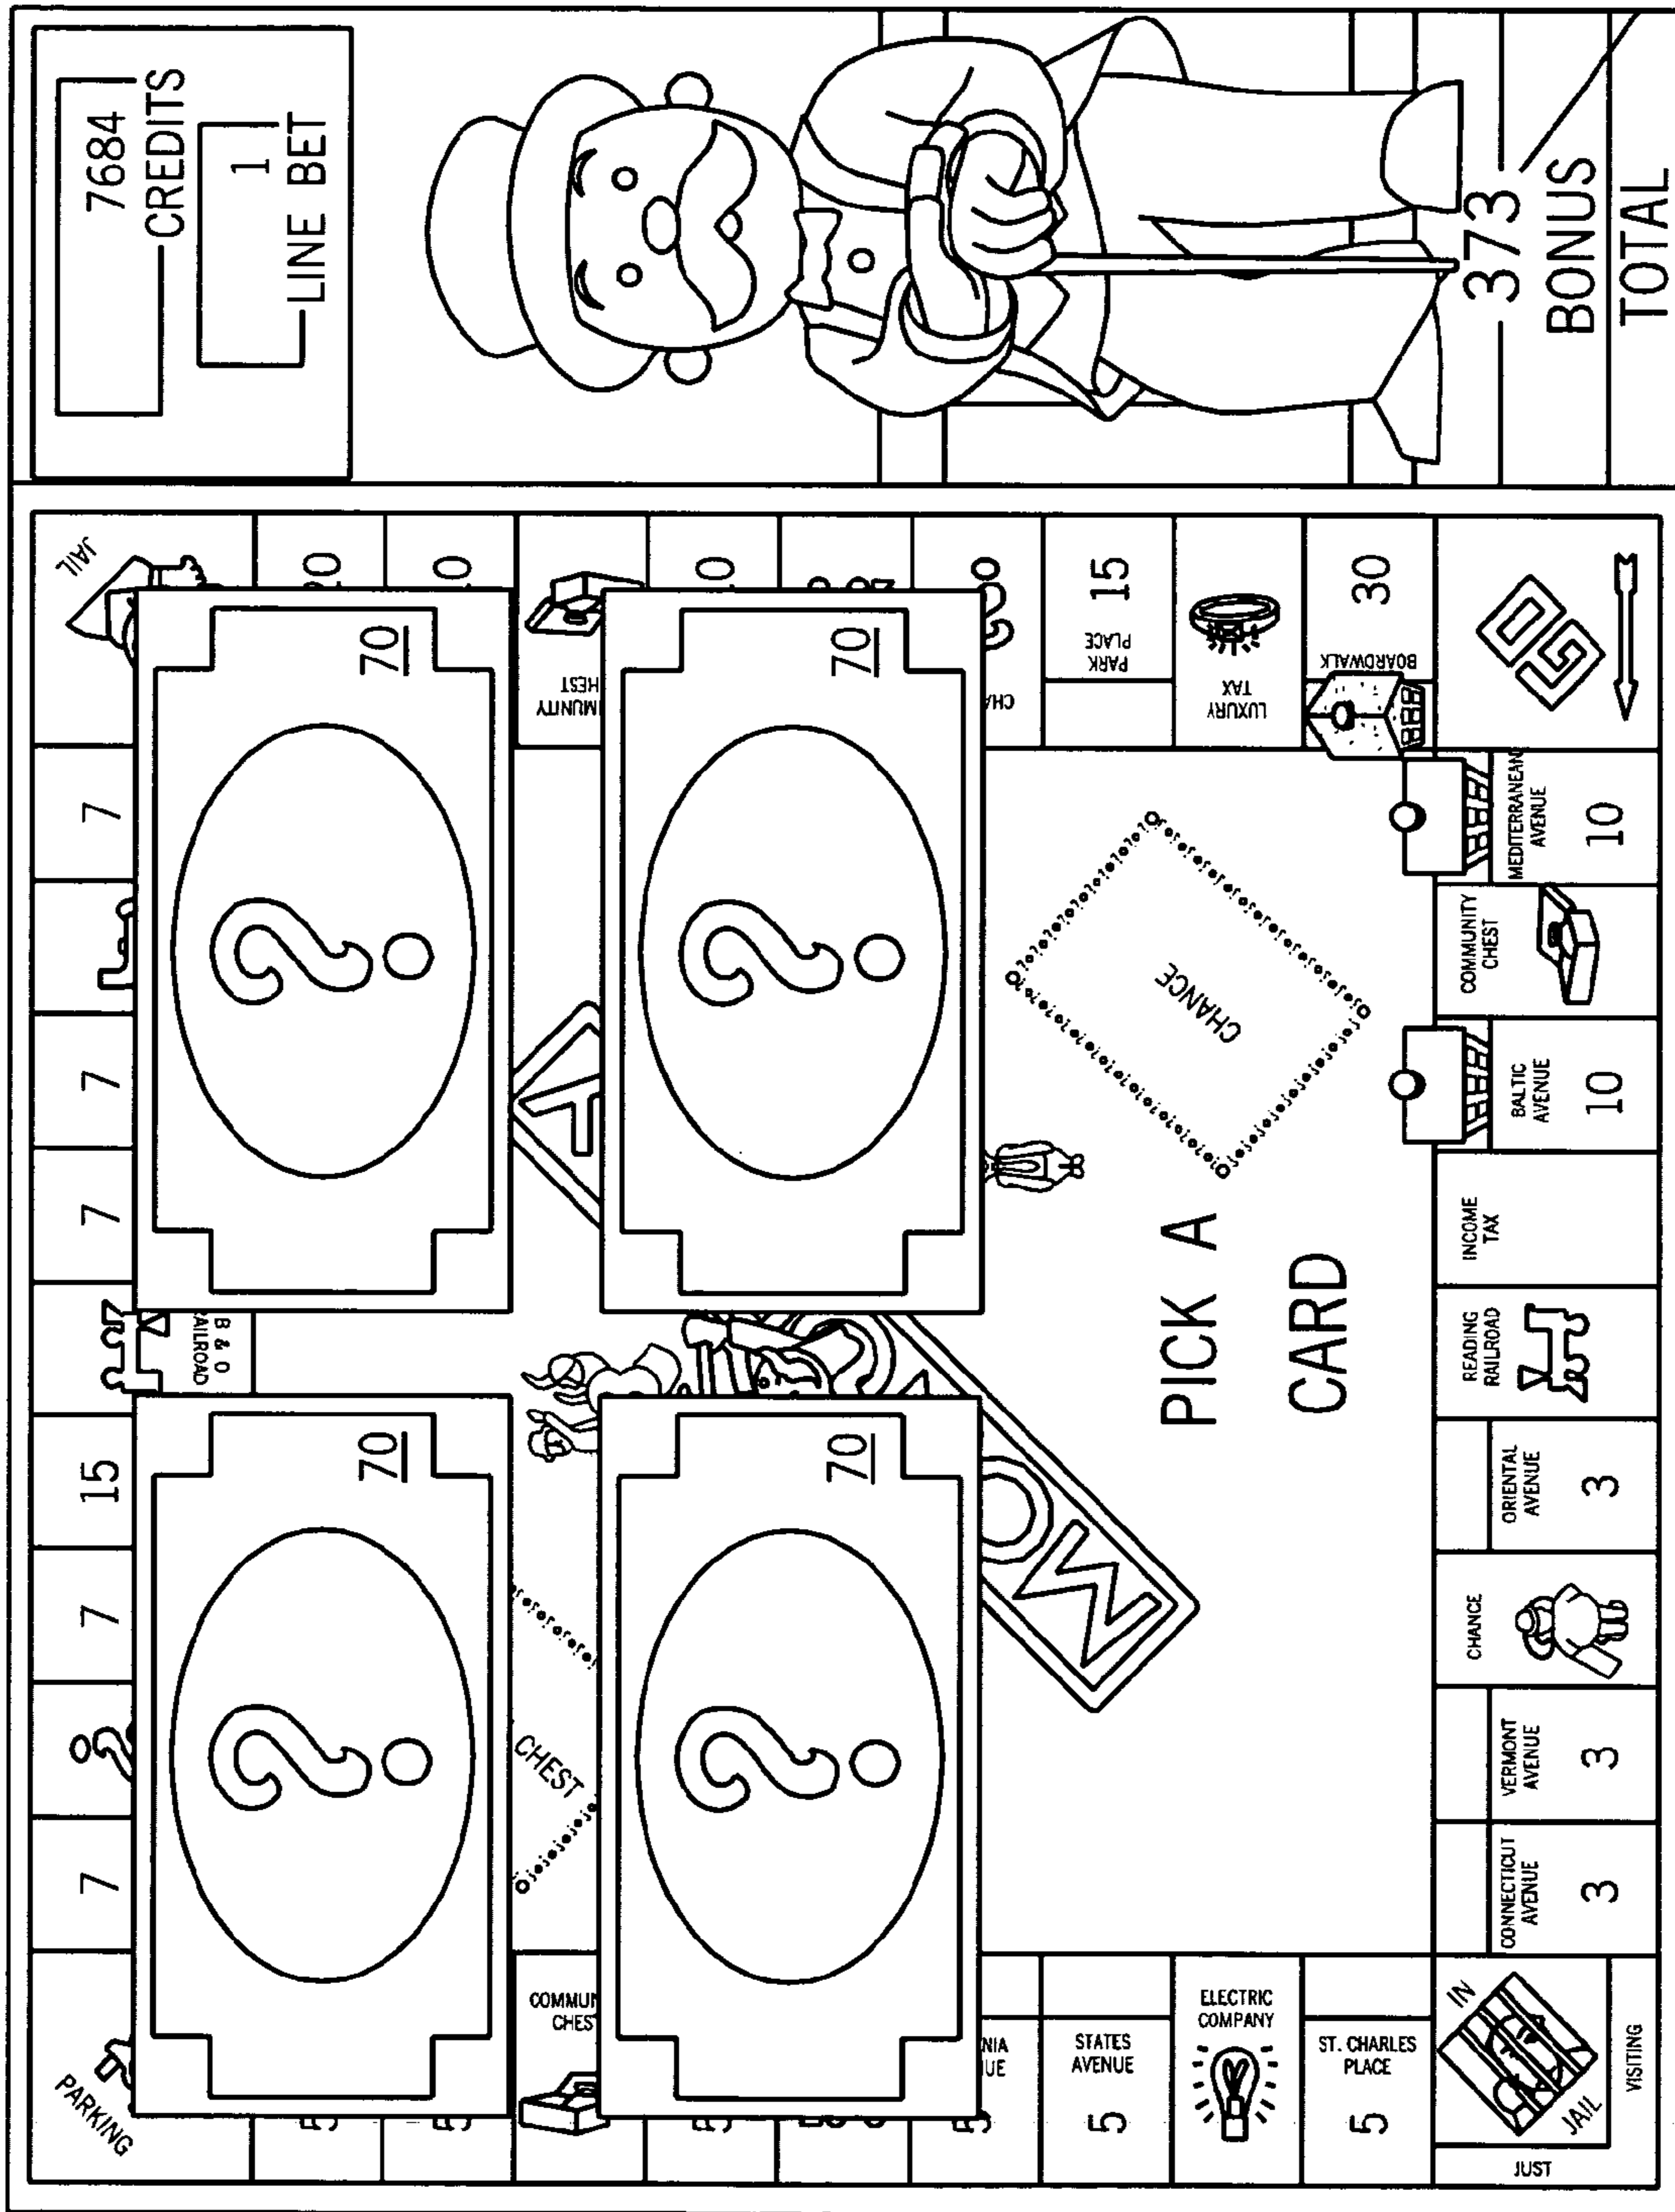 7684
CREDITS
1
LINE BET
373
BONUS
TOTAL
PARKING
7
7
15
B & O
7
7
7
JAIL
?
70
?
70
?
70
?
70
CHEST
PICK A
CARD
CHANCE
STATES
AVENUE
5
ELECTRIC
COMPANY
ST. CHARLES
PLACE
5
PARK
PLACE
15
LUXURY
TAX
BOARDWALK
30
IN
JAIL
JUST
VISITING
CONNECTICUT
AVENUE
3
VERMONT
AVENUE
3
CHANCE
ORIENTAL
AVENUE
3
READING
RAILROAD
INCOME
TAX
BALTIC
AVENUE
10
COMMUNITY
CHEST
MEDITERRANEAN
AVENUE
10
GO